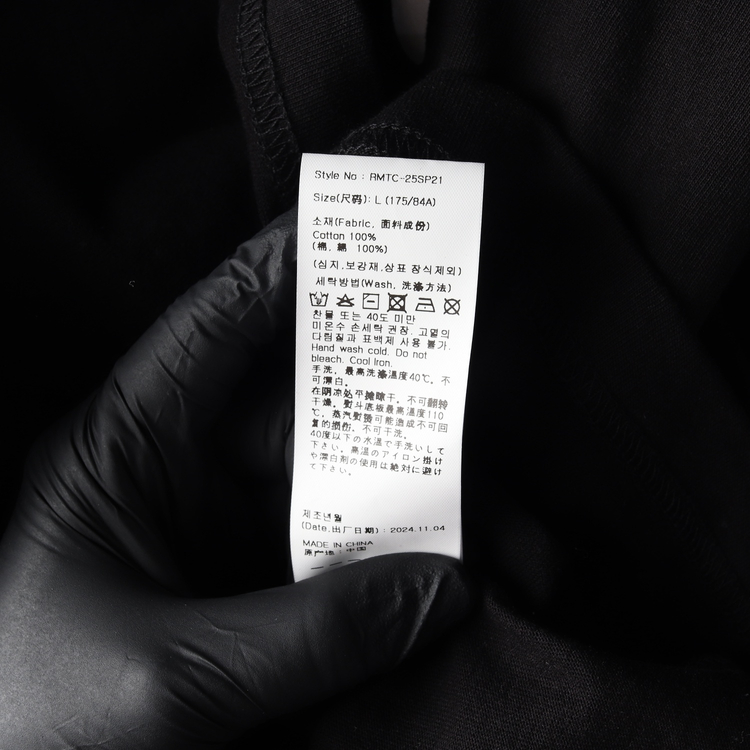 Style No : RMTC-25SP21
Size(尺码): L (175/84A)
소재(Fabric, 面料成份)
Cotton 100%
(棉, 綿 100%)
(심지,보강재,삼표 장식제외)
세탁방법(Wash, 洗涤方法)
찬물 또는 40도 미만
미온수 손세탁 권장. 고열의
다림질과 표백제 사용 불가.
Hand wash cold. Do not
bleach. Cool Iron.
手洗, 最高洗涤温度40℃, 不
可漂白,
在阴凉处平摊晾干, 不可翻转
干燥, 熨斗底板最高温度110
℃, 蒸汽熨烫可能造成不可回
复的损伤, 不可干洗.
40度以下の水温で手洗いして
下さい. 高温のアイロン掛け
や漂白剤の使用は絶対に避け
て下さい.
제조년월
(Date,出厂日期) : 2024.11.04
MADE IN CHINA
原产地 : 中国